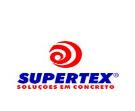 SUPERTEX®
SOLUÇÕES EM CONCRETO